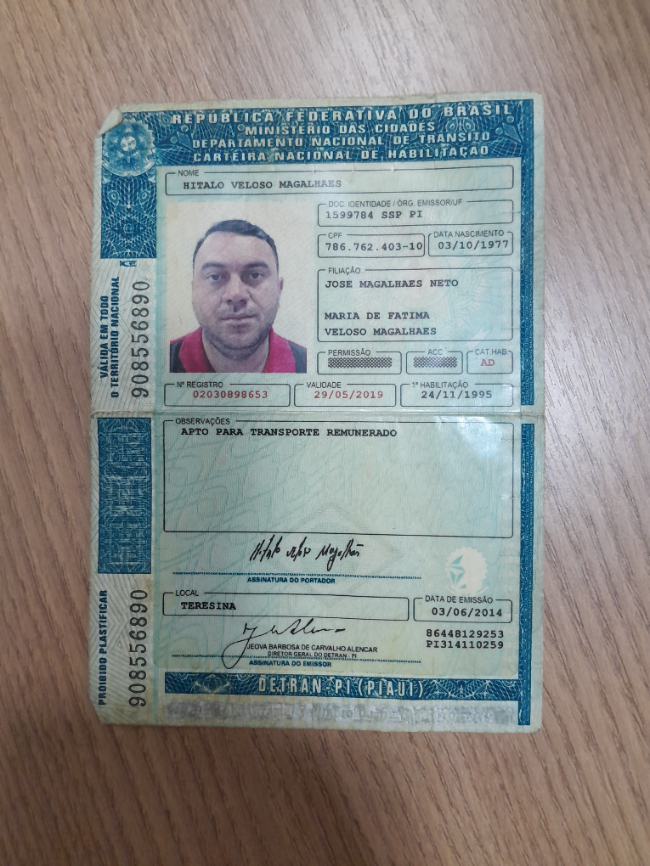 REPÚBLICA FEDERATIVA DO BRASIL
MINISTÉRIO DAS CIDADES
DEPARTAMENTO NACIONAL DE TRÂNSITO
CARTEIRA NACIONAL DE HABILITAÇÃO
NOME
HITALO VELOSO MAGALHAES
DOC. IDENTIDADE / ÓRG. EMISSOR/UF
1599784 SSP PI
CPF
786.762.403-10
DATA NASCIMENTO
03/10/1977
FILIAÇÃO
JOSE MAGALHAES NETO
MARIA DE FATIMA
VELOSO MAGALHAES
PERMISSÃO
ACC
CAT.HAB.
AD
Nº REGISTRO
02030898653
VALIDADE
29/05/2019
1ª HABILITAÇÃO
24/11/1995
VÁLIDA EM TODO
O TERRITÓRIO NACIONAL
908556890
OBSERVAÇÕES
APTO PARA TRANSPORTE REMUNERADO
ASSINATURA DO PORTADOR
LOCAL
TERESINA
DATA DE EMISSÃO
03/06/2014
JEOVA BARBOSA DE CARVALHO ALENCAR
DIRETOR GERAL DO DETRAN - PI
ASSINATURA DO EMISSOR
86448129253
PI314110259
PROIBIDO PLASTIFICAR
908556890
DETRAN PI (PIAUÍ)